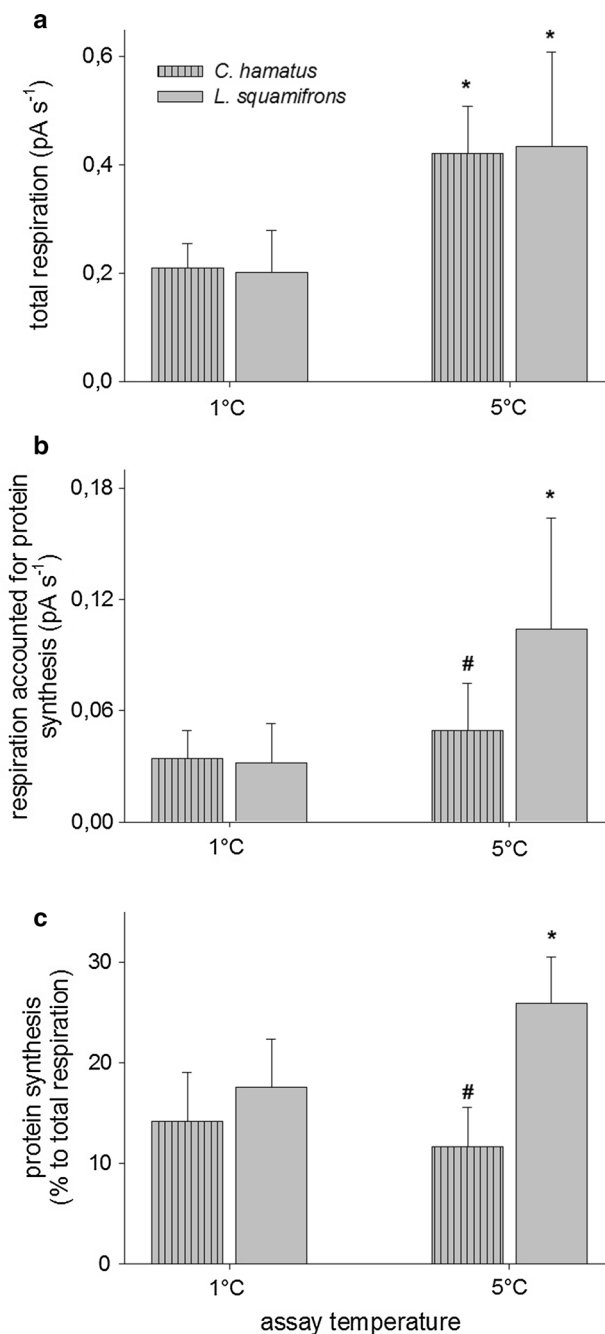 a
total respiration (pA s⁻¹)
0,6
0,4
0,2
0,0
C. hamatus
L. squamifrons
*
*
1°C
5°C
b
respiration accounted for protein
synthesis (pA s⁻¹)
0,18
0,12
0,06
0,00
#
*
1°C
5°C
c
protein synthesis
(% to total respiration)
30
20
10
0
#
*
1°C
5°C
assay temperature